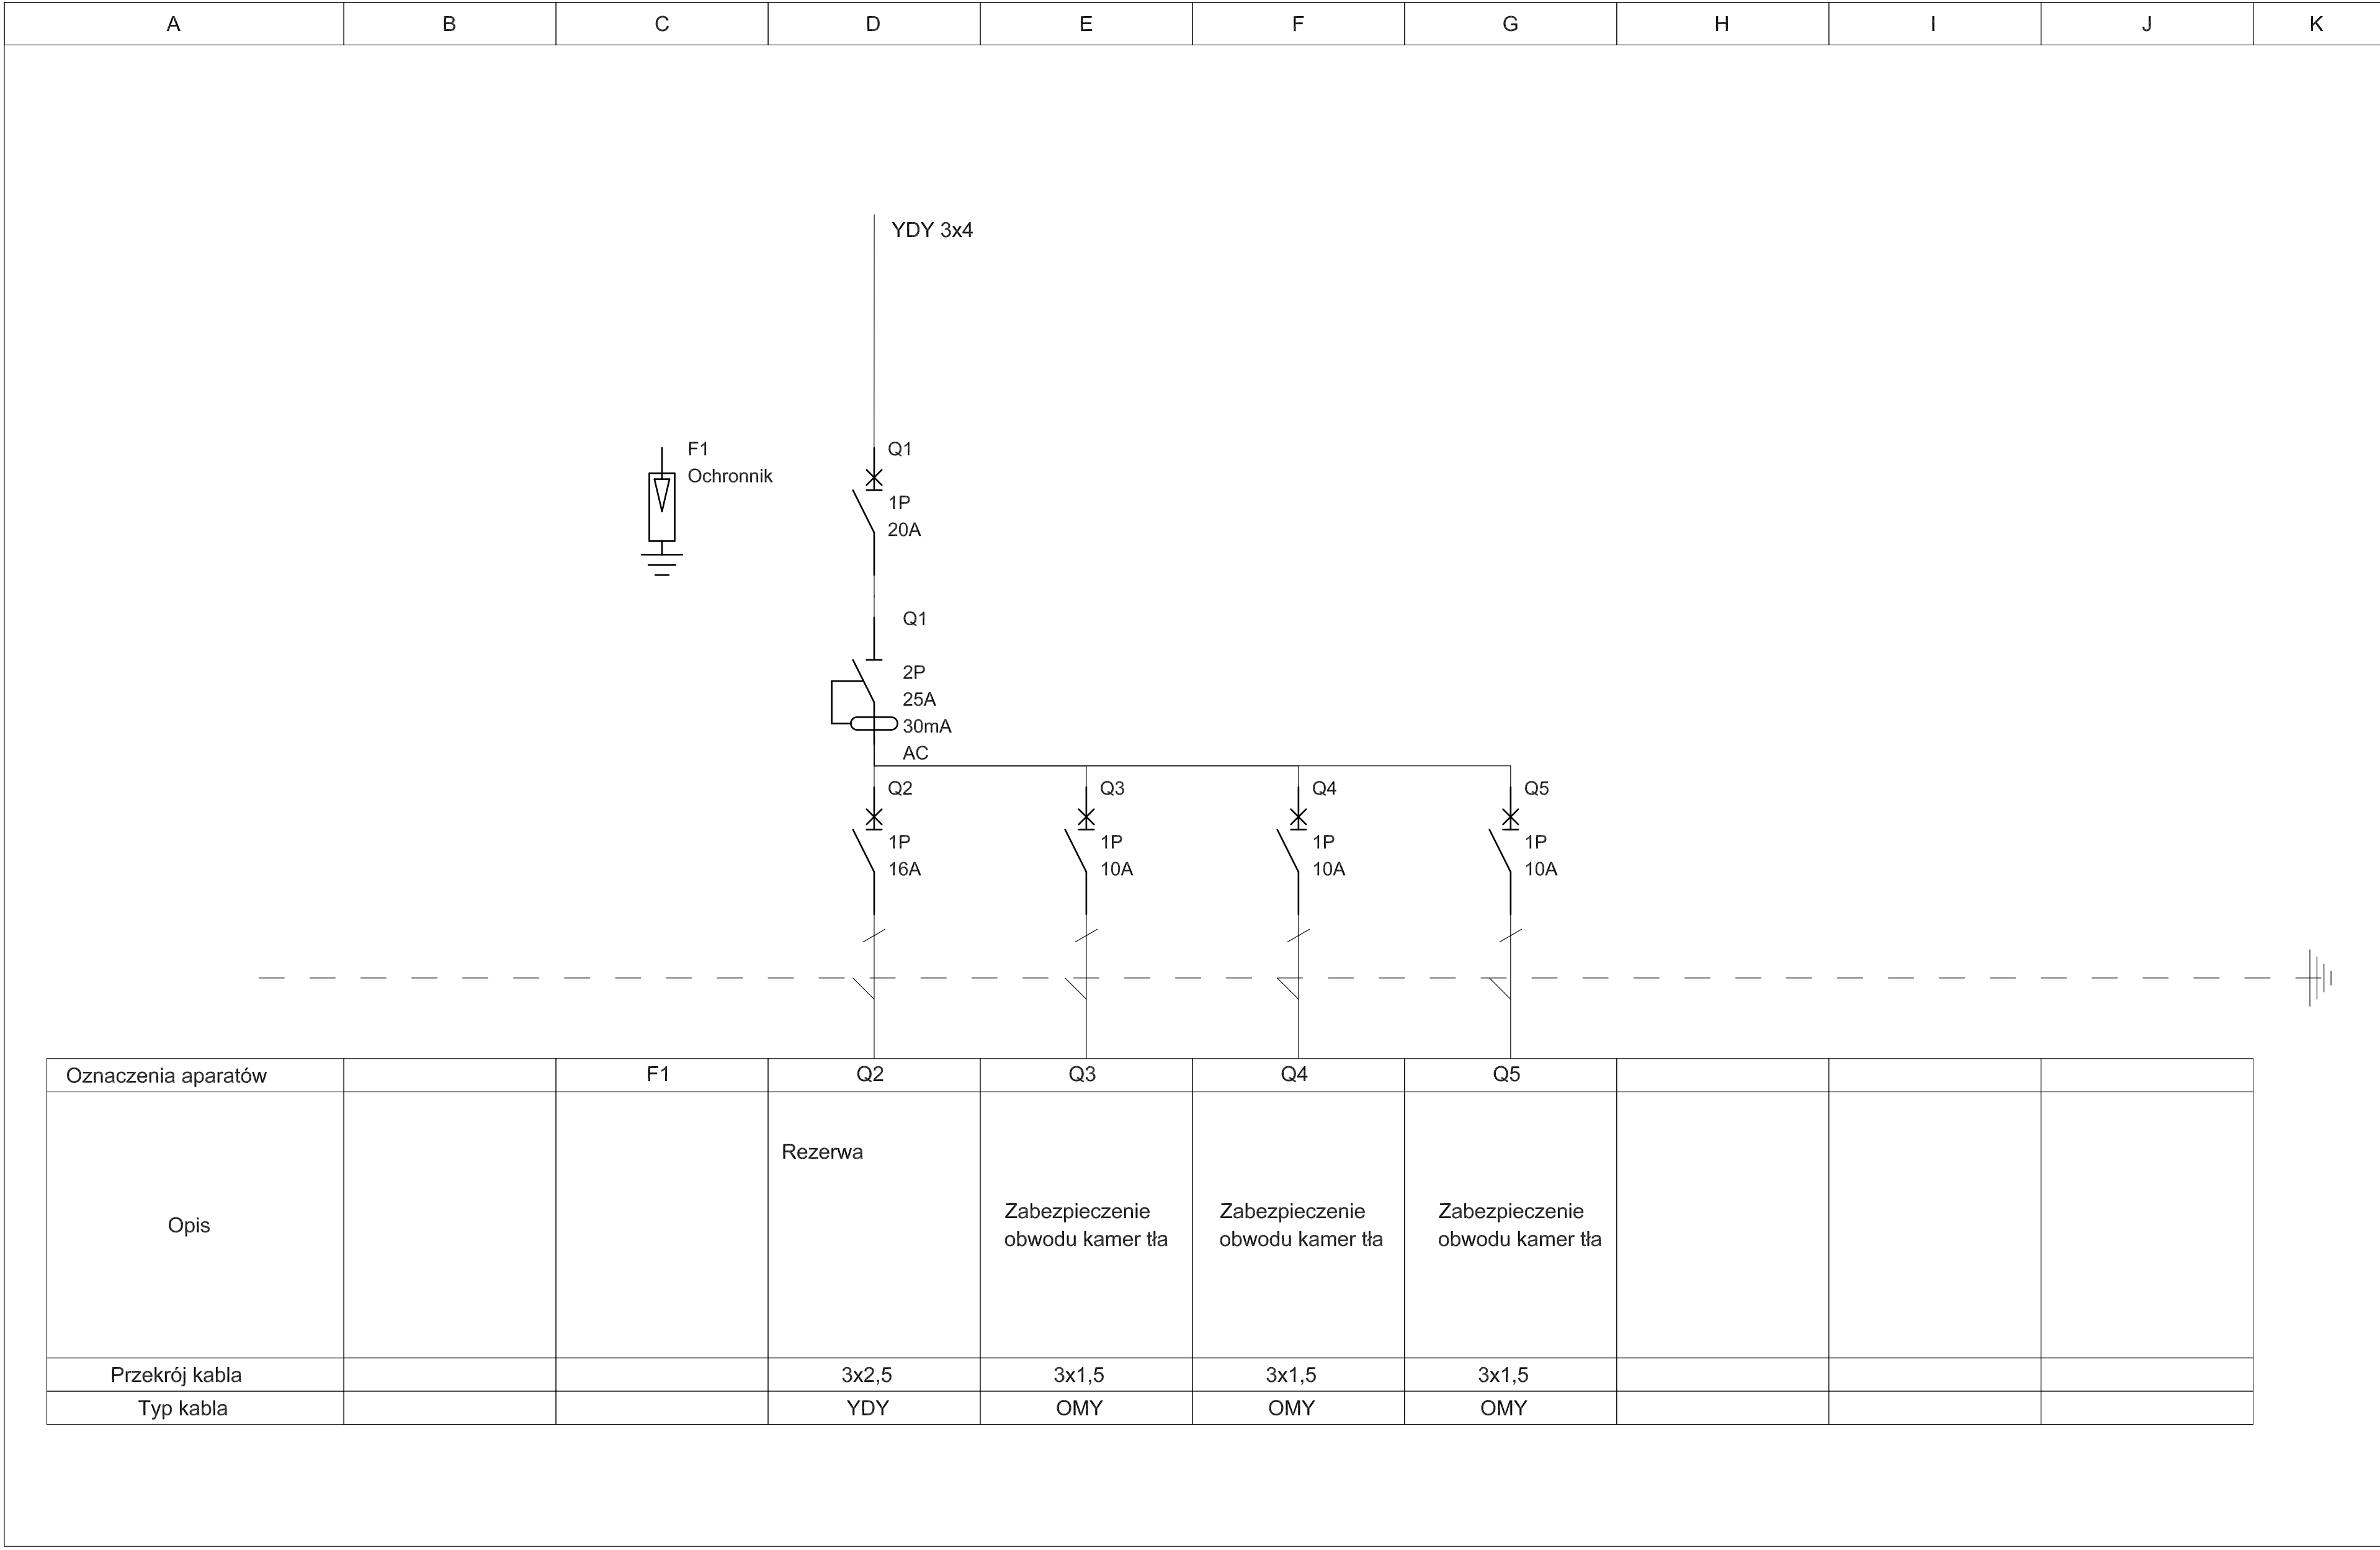 A B C D E F G H I J K
YDY 3x4
F1
Ochronnik
Q1
1P
20A
Q1
2P
25A
30mA
AC
Q2
1P
16A
Q3
1P
10A
Q4
1P
10A
Q5
1P
10A
Oznaczenia aparatów F1 Q2 Q3 Q4 Q5
Opis
Rezerwa
Zabezpieczenie
obwodu kamer tła
Zabezpieczenie
obwodu kamer tła
Zabezpieczenie
obwodu kamer tła
Przekrój kabla 3x2,5 3x1,5 3x1,5 3x1,5
Typ kabla YDY OMY OMY OMY